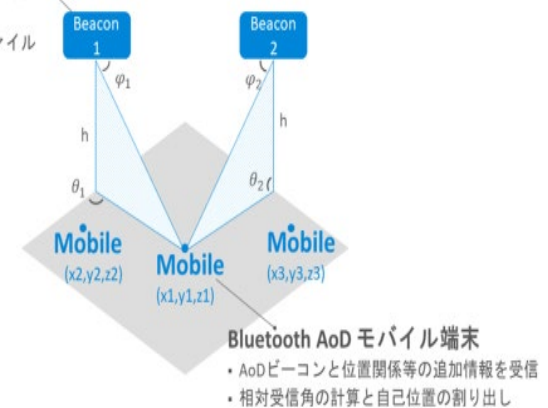 Beacon
1
Beacon
2
ァイル
φ1
φ2
h
h
θ1
θ2
Mobile
(x2,y2,z2)
Mobile
(x1,y1,z1)
Mobile
(x3,y3,z3)
Bluetooth AoD モバイル端末
▪ AoDビーコンと位置関係等の追加情報を受信
▪ 相対受信角の計算と自己位置の割り出し